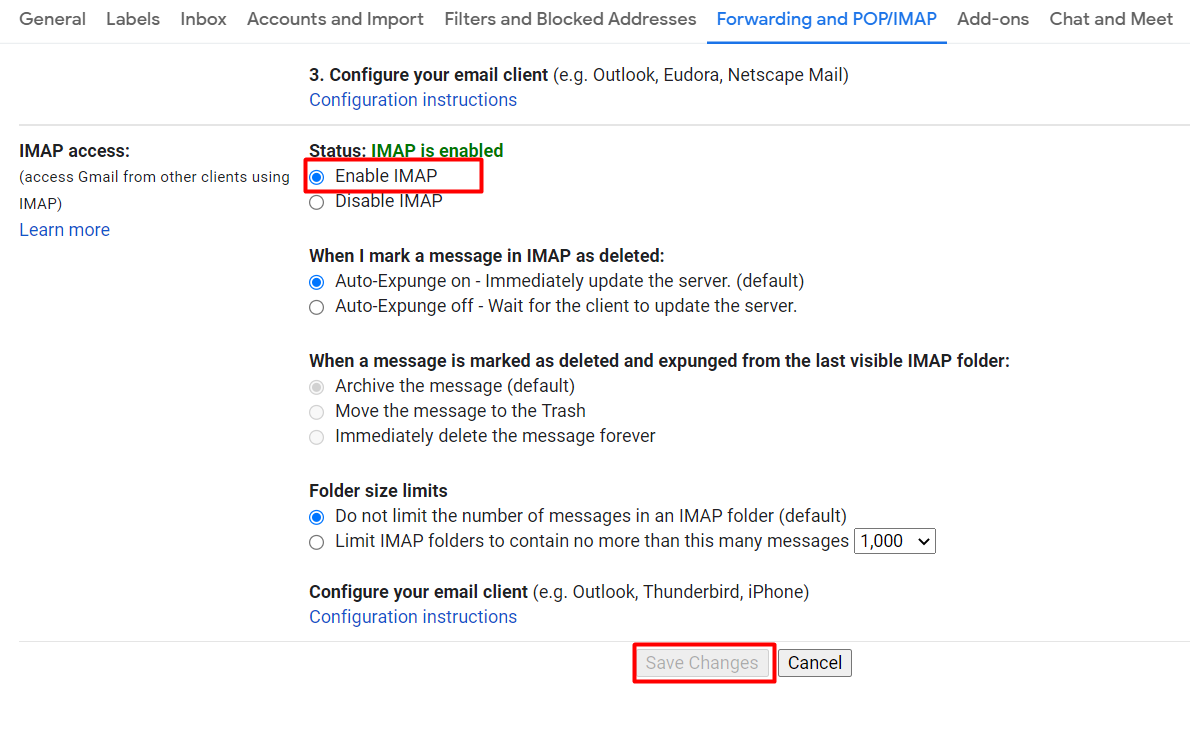 General Labels Inbox Accounts and Import Filters and Blocked Addresses Forwarding and POP/IMAP Add-ons Chat and Meet
3. Configure your email client (e.g. Outlook, Eudora, Netscape Mail)
Configuration instructions
IMAP access:
(access Gmail from other clients using
IMAP)
Learn more
Status: IMAP is enabled
Enable IMAP
Disable IMAP
When I mark a message in IMAP as deleted:
Auto-Expunge on - Immediately update the server. (default)
Auto-Expunge off - Wait for the client to update the server.
When a message is marked as deleted and expunged from the last visible IMAP folder:
Archive the message (default)
Move the message to the Trash
Immediately delete the message forever
Folder size limits
Do not limit the number of messages in an IMAP folder (default)
Limit IMAP folders to contain no more than this many messages 1,000
Configure your email client (e.g. Outlook, Thunderbird, iPhone)
Configuration instructions
Save Changes Cancel